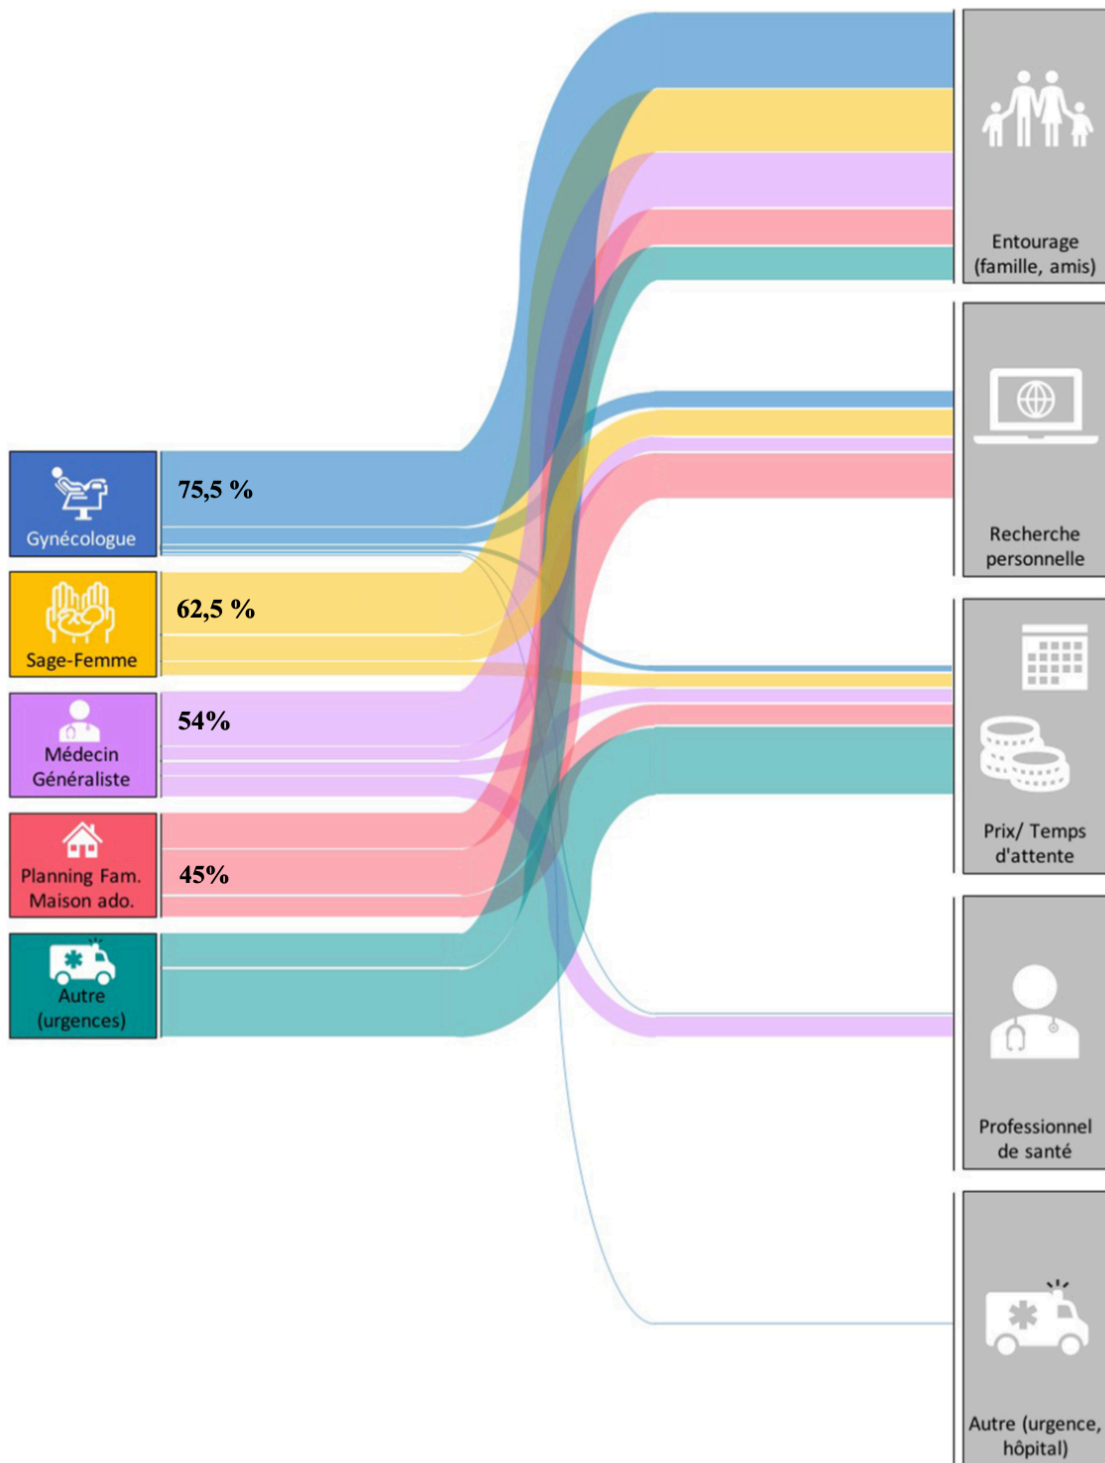 Gynécologue
75,5 %
Sage-Femme
62,5 %
Médecin
Généraliste
54%
Planning Fam.
Maison ado.
45%
Autre
(urgences)
Entourage
(famille, amis)
Recherche
personnelle
Prix/ Temps
d'attente
Professionnel
de santé
Autre (urgence,
hôpital)